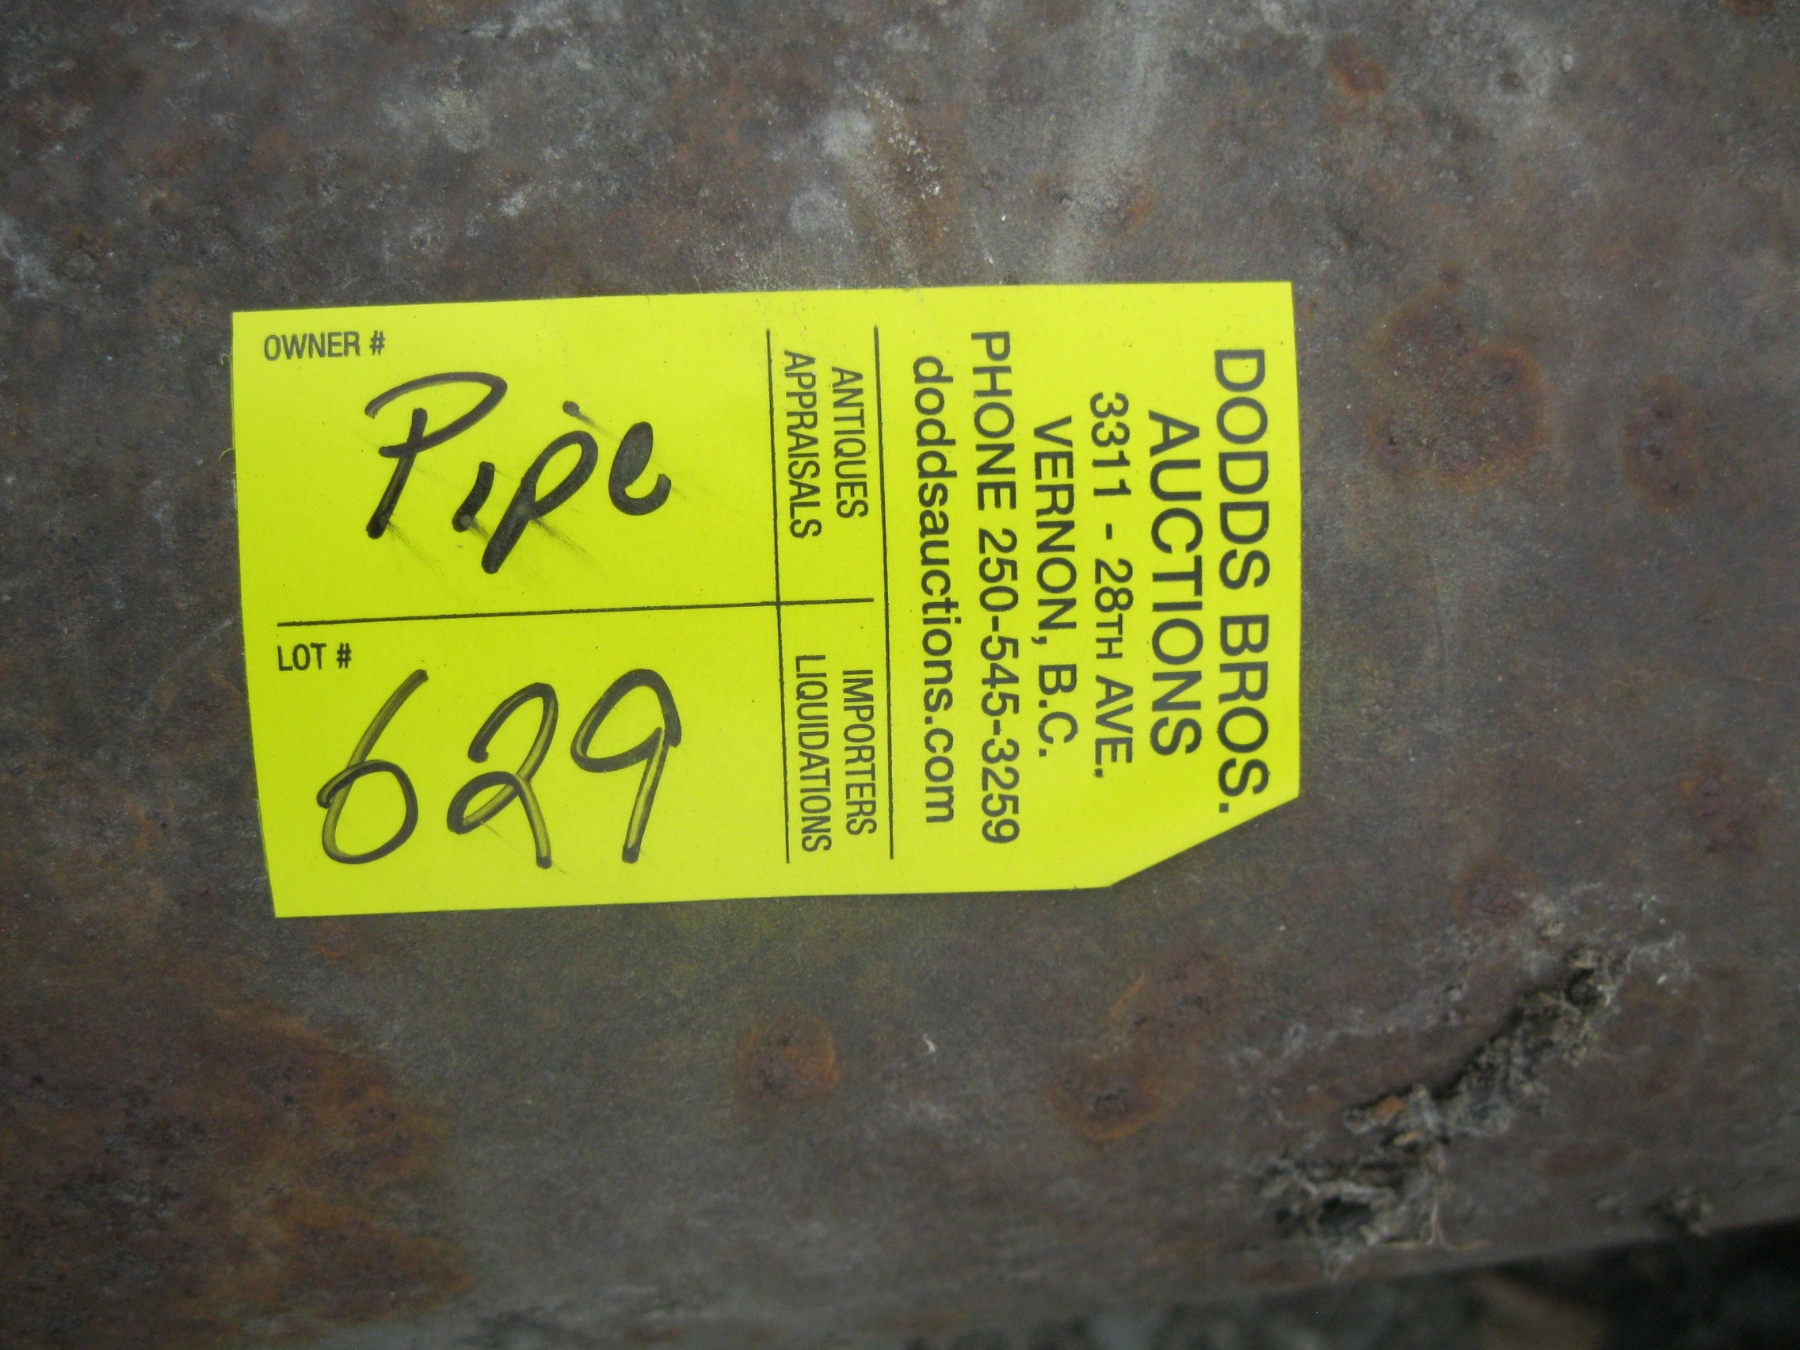 DODDS BROS.
AUCTIONS
3311 - 28TH AVE,
VERNON, B.C.
PHONE 250-545-3259
doddsauctions.com
ANTIQUES
APPRAISALS
IMPORTERS
LIQUIDATIONS
OWNER #
Pipe
LOT #
629